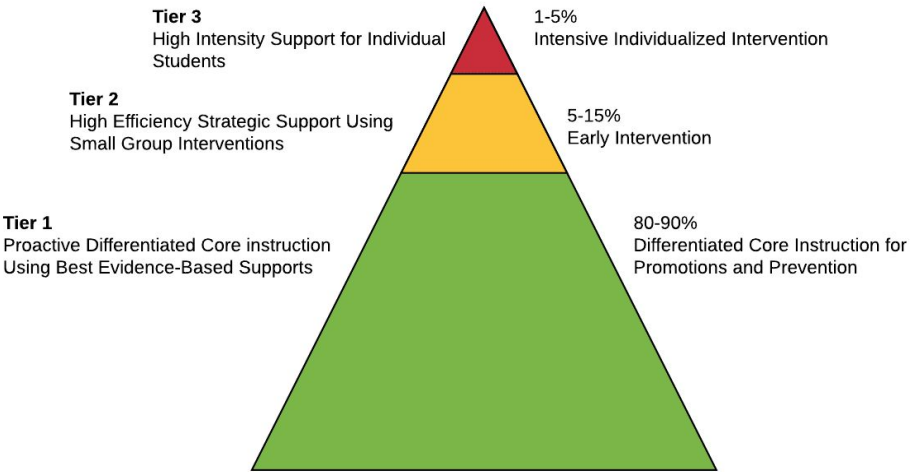 Tier 3
High Intensity Support for Individual
Students
1-5%
Intensive Individualized Intervention
Tier 2
High Efficiency Strategic Support Using
Small Group Interventions
5-15%
Early Intervention
Tier 1
Proactive Differentiated Core instruction
Using Best Evidence-Based Supports
80-90%
Differentiated Core Instruction for
Promotions and Prevention